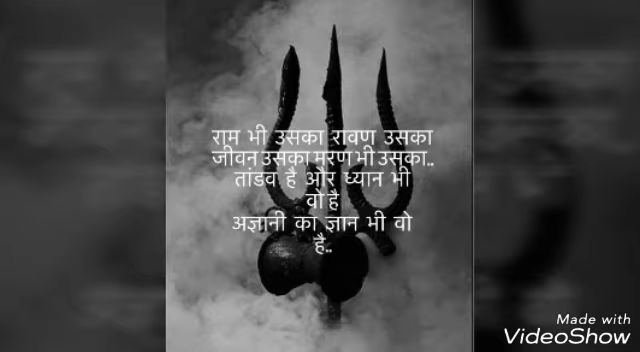 राम भी उसका रावण उसका
जीवन उसका मरण भी उसका..
तांडव है और ध्यान भी
वो है
अज्ञानी का ज्ञान भी वो
है..
Made with
VideoShow